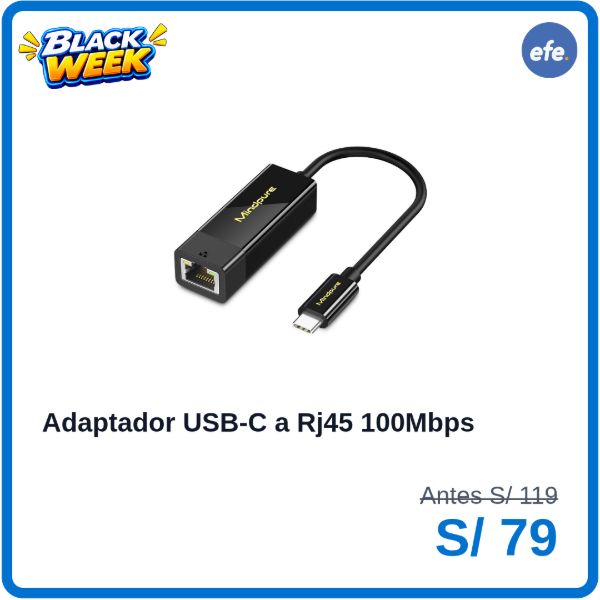 BLACK
WEEK
efe.
Mindpure
Mindpure
Adaptador USB-C a Rj45 100Mbps
Antes S/ 119
S/ 79